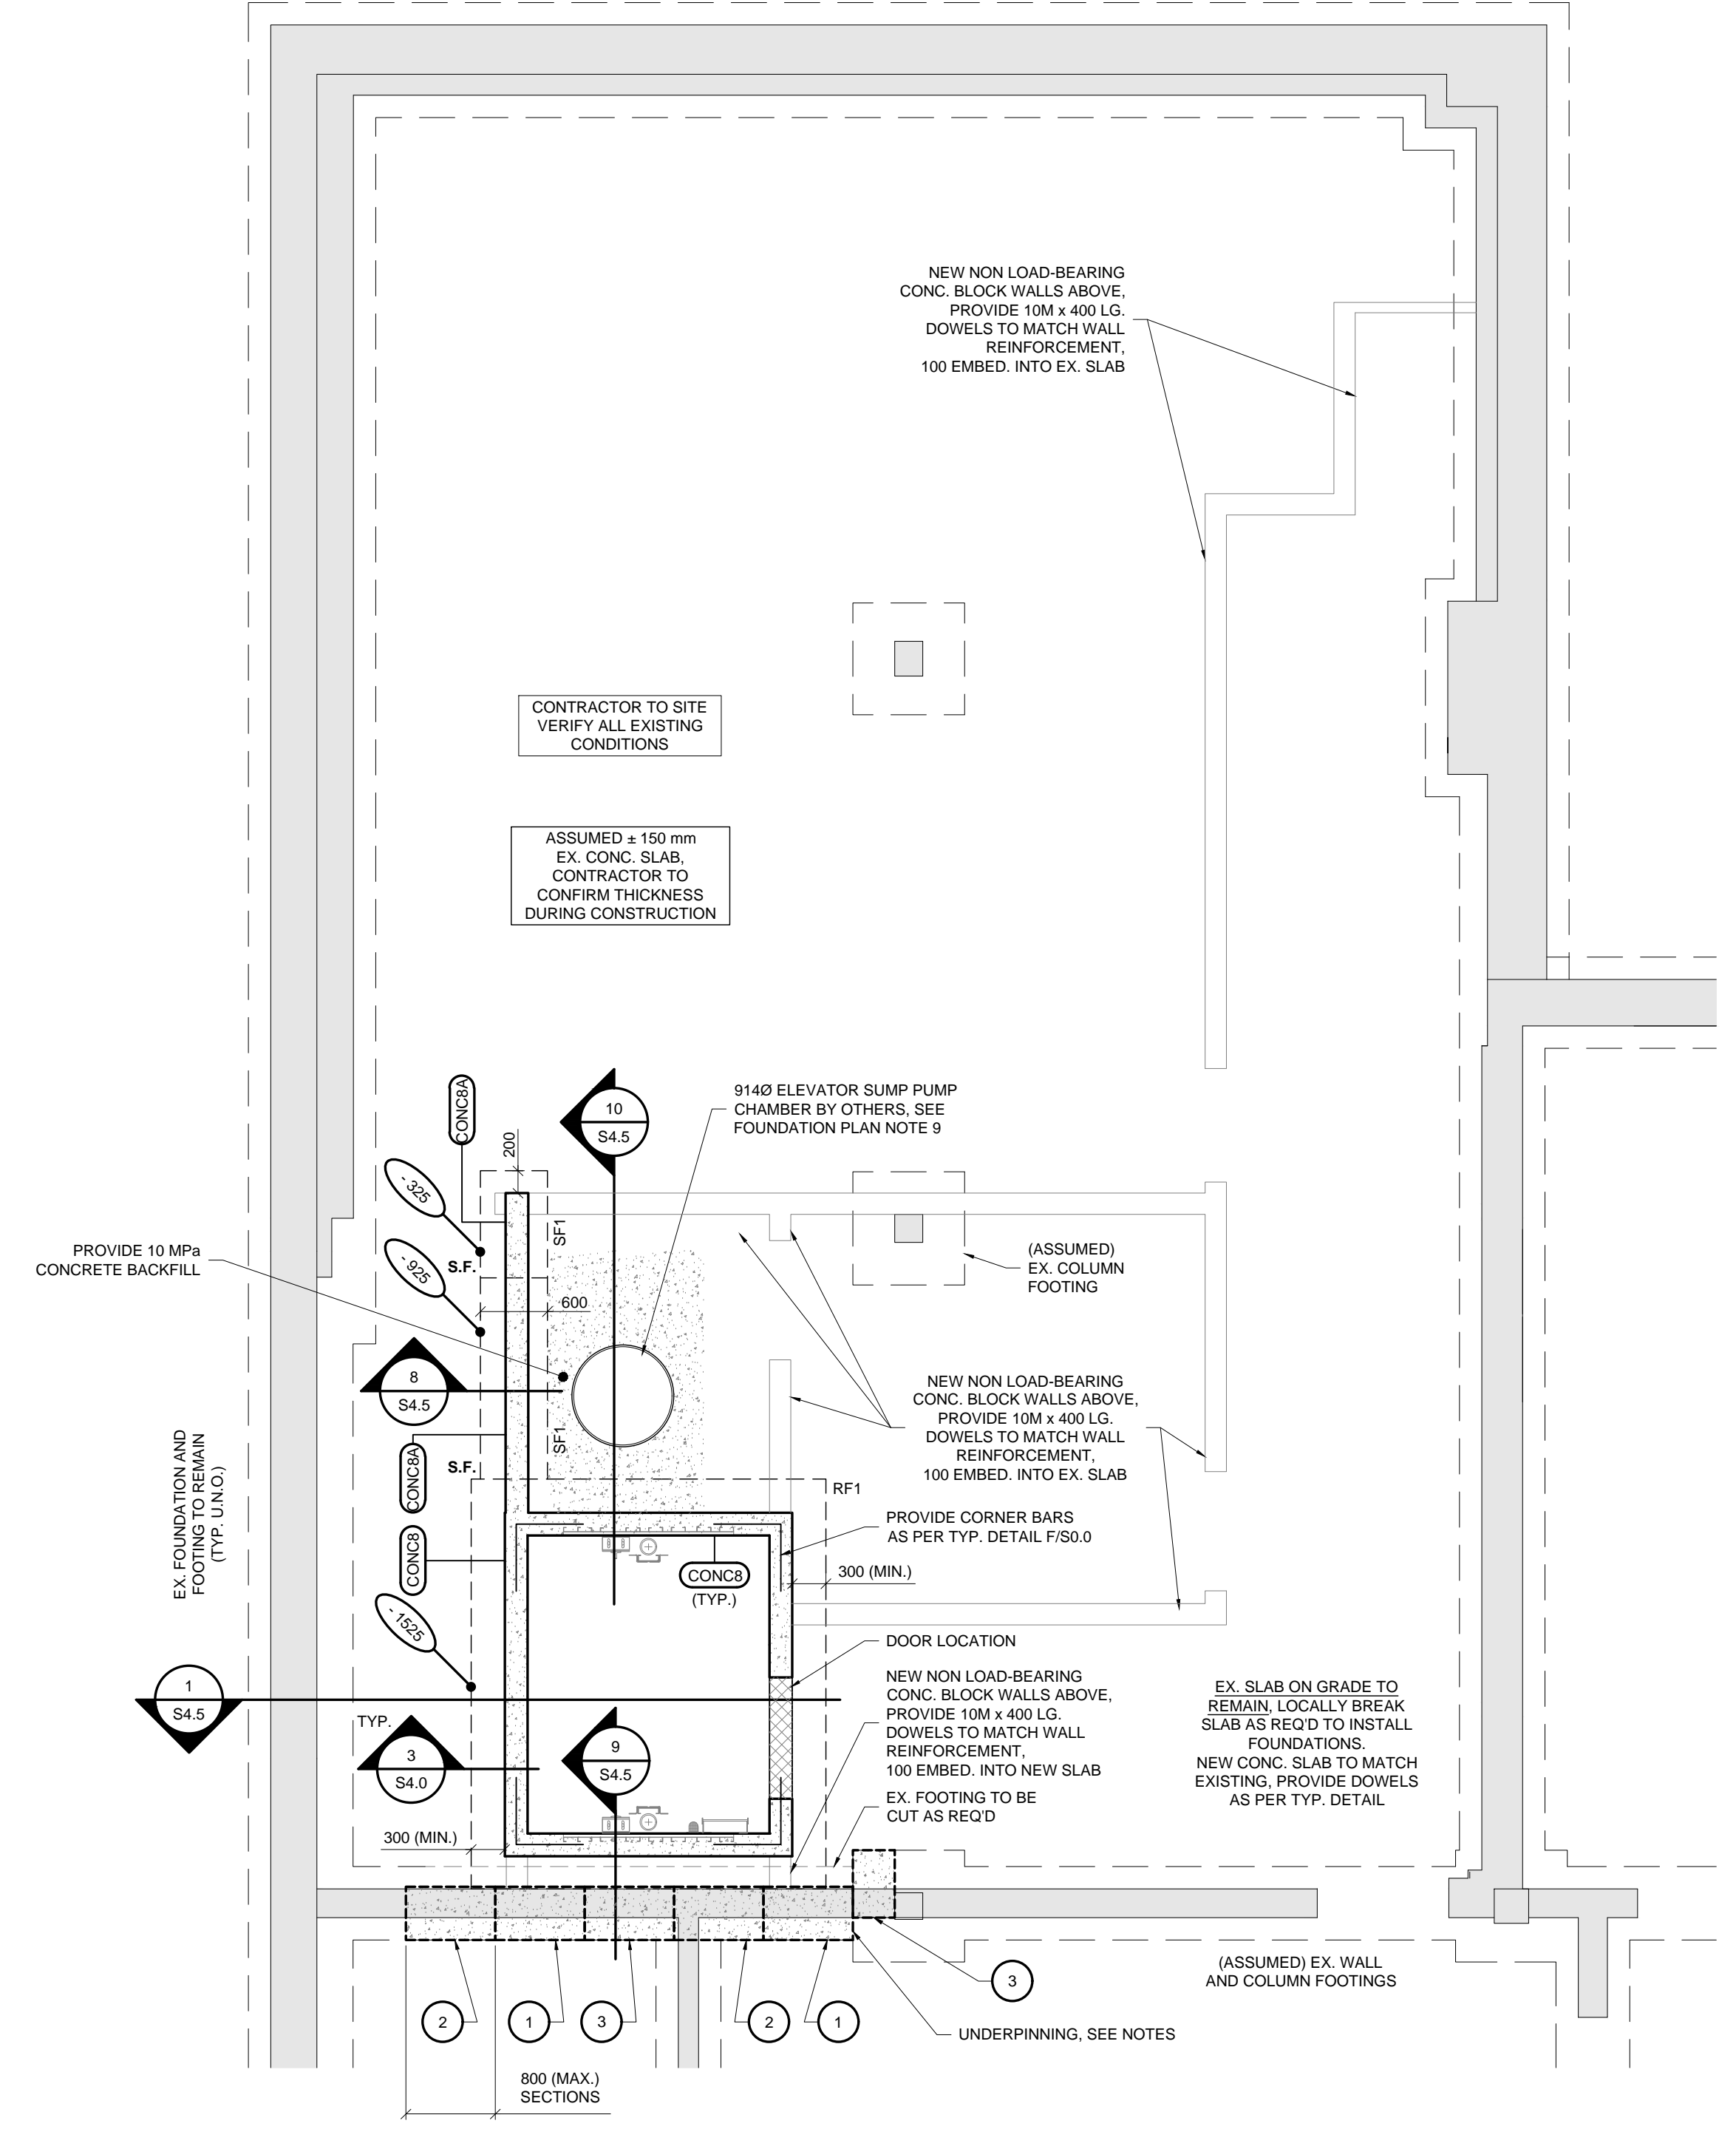 NEW NON LOAD-BEARING
CONC. BLOCK WALLS ABOVE,
PROVIDE 10M x 400 LG.
DOWELS TO MATCH WALL
REINFORCEMENT,
100 EMBED. INTO EX. SLAB
CONTRACTOR TO SITE
VERIFY ALL EXISTING
CONDITIONS
ASSUMED ± 150 mm
EX. CONC. SLAB,
CONTRACTOR TO
CONFIRM THICKNESS
DURING CONSTRUCTION
CONC8A
10
S4.5
914Ø ELEVATOR SUMP PUMP
CHAMBER BY OTHERS, SEE
FOUNDATION PLAN NOTE 9
200
- 325
SF1
PROVIDE 10 MPa
CONCRETE BACKFILL
S.F.
- 925
600
(ASSUMED)
EX. COLUMN
FOOTING
8
S4.5
NEW NON LOAD-BEARING
CONC. BLOCK WALLS ABOVE,
PROVIDE 10M x 400 LG.
DOWELS TO MATCH WALL
REINFORCEMENT,
100 EMBED. INTO EX. SLAB
EX. FOUNDATION AND
FOOTING TO REMAIN
(TYP. U.N.O.)
CONC8A
S.F.
SF1
RF1
PROVIDE CORNER BARS
AS PER TYP. DETAIL F/S0.0
CONC8
CONC8
(TYP.)
300 (MIN.)
- 1525
DOOR LOCATION
1
S4.5
NEW NON LOAD-BEARING
CONC. BLOCK WALLS ABOVE,
PROVIDE 10M x 400 LG.
DOWELS TO MATCH WALL
REINFORCEMENT,
100 EMBED. INTO NEW SLAB
EX. SLAB ON GRADE TO
REMAIN, LOCALLY BREAK
SLAB AS REQ'D TO INSTALL
FOUNDATIONS.
NEW CONC. SLAB TO MATCH
EXISTING, PROVIDE DOWELS
AS PER TYP. DETAIL
TYP.
3
S4.0
9
S4.5
EX. FOOTING TO BE
CUT AS REQ'D
300 (MIN.)
(ASSUMED) EX. WALL
AND COLUMN FOOTINGS
3
2
1
3
2
1
UNDERPINNING, SEE NOTES
800 (MAX.)
SECTIONS